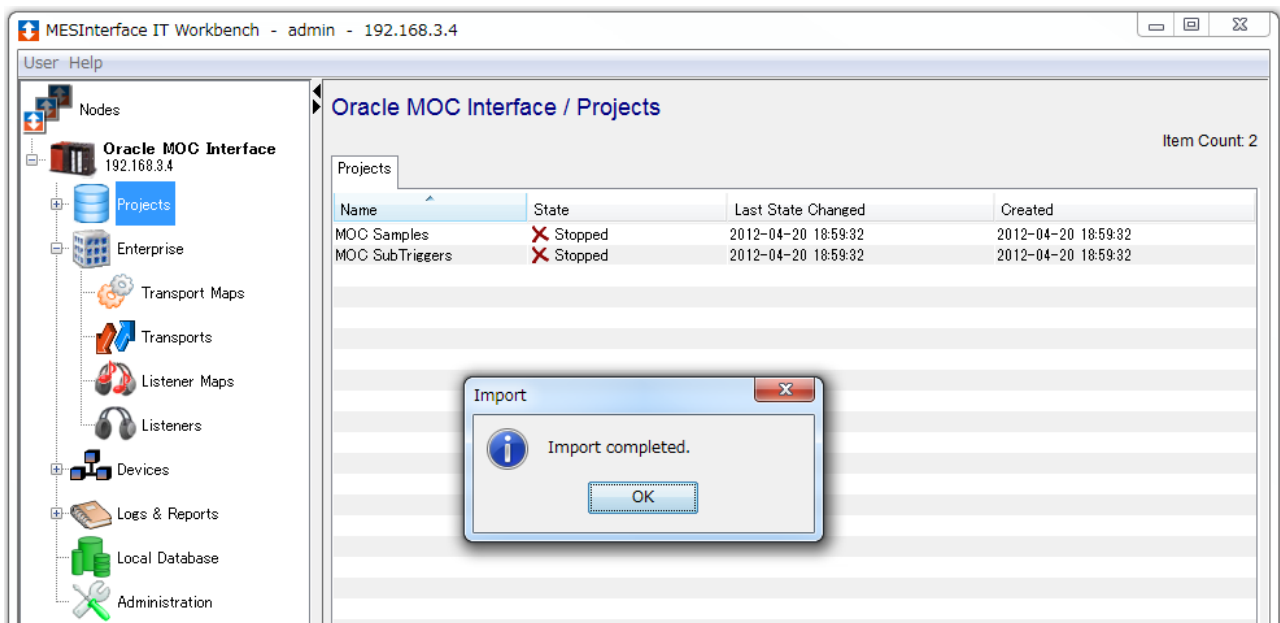 MESInterface IT Workbench - admin - 192.168.3.4
User Help
Nodes
Oracle MOC Interface
192.168.3.4
Projects
Enterprise
Transport Maps
Transports
Listener Maps
Listeners
Devices
Logs & Reports
Local Database
Administration
Oracle MOC Interface / Projects
Item Count: 2
Projects
Name State Last State Changed Created
MOC Samples Stopped 2012-04-20 18:59:32 2012-04-20 18:59:32
MOC SubTriggers Stopped 2012-04-20 18:59:32 2012-04-20 18:59:32
Import
Import completed.
OK